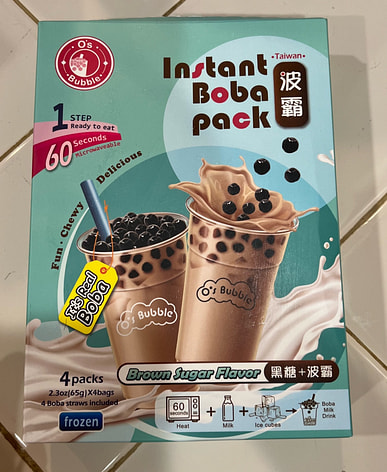 O's
Bubble
Instant
Boba
pack
•Taiwan•
波霸
1 STEP
Ready to eat
60 Seconds
Microwaveable
Fun · Chewy · Delicious
It's Real
Boba
O's Bubble
O's Bubble
Brown Sugar Flavor
黑糖+波霸
4 packs
2.3oz(65g)X4bags
4 Boba straws included
frozen
60
seconds
Heat
+
Milk
+
Ice cubes
Boba
Milk
Drink